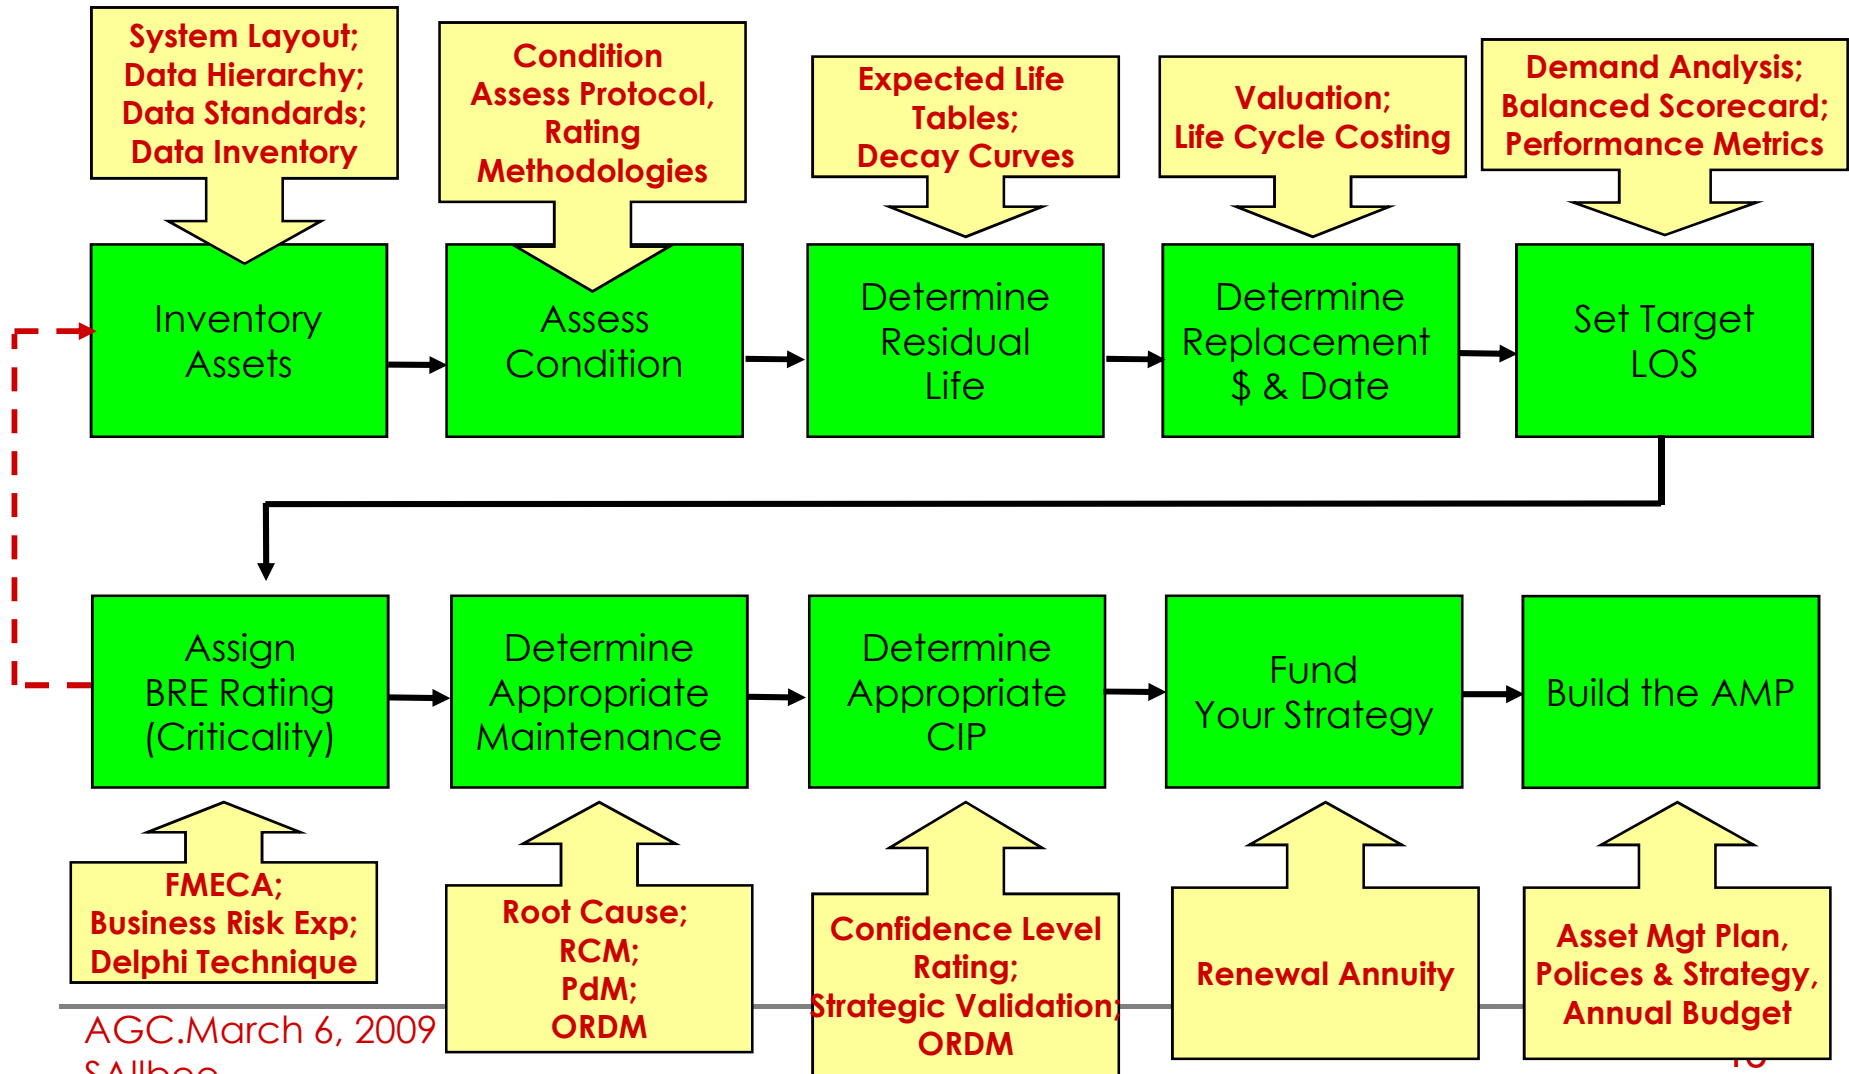 System Layout;
Data Hierarchy;
Data Standards;
Data Inventory
Condition
Assess Protocol,
Rating
Methodologies
Expected Life
Tables;
Decay Curves
Valuation;
Life Cycle Costing
Demand Analysis;
Balanced Scorecard;
Performance Metrics
Inventory
Assets
Assess
Condition
Determine
Residual
Life
Determine
Replacement
$ & Date
Set Target
LOS
Assign
BRE Rating
(Criticality)
Determine
Appropriate
Maintenance
Determine
Appropriate
CIP
Fund
Your Strategy
Build the AMP
FMECA;
Business Risk Exp;
Delphi Technique
Root Cause;
RCM;
PdM;
ORDM
Confidence Level
Rating;
Strategic Validation;
ORDM
Renewal Annuity
Asset Mgt Plan,
Polices & Strategy,
Annual Budget
AGC.March 6, 2009